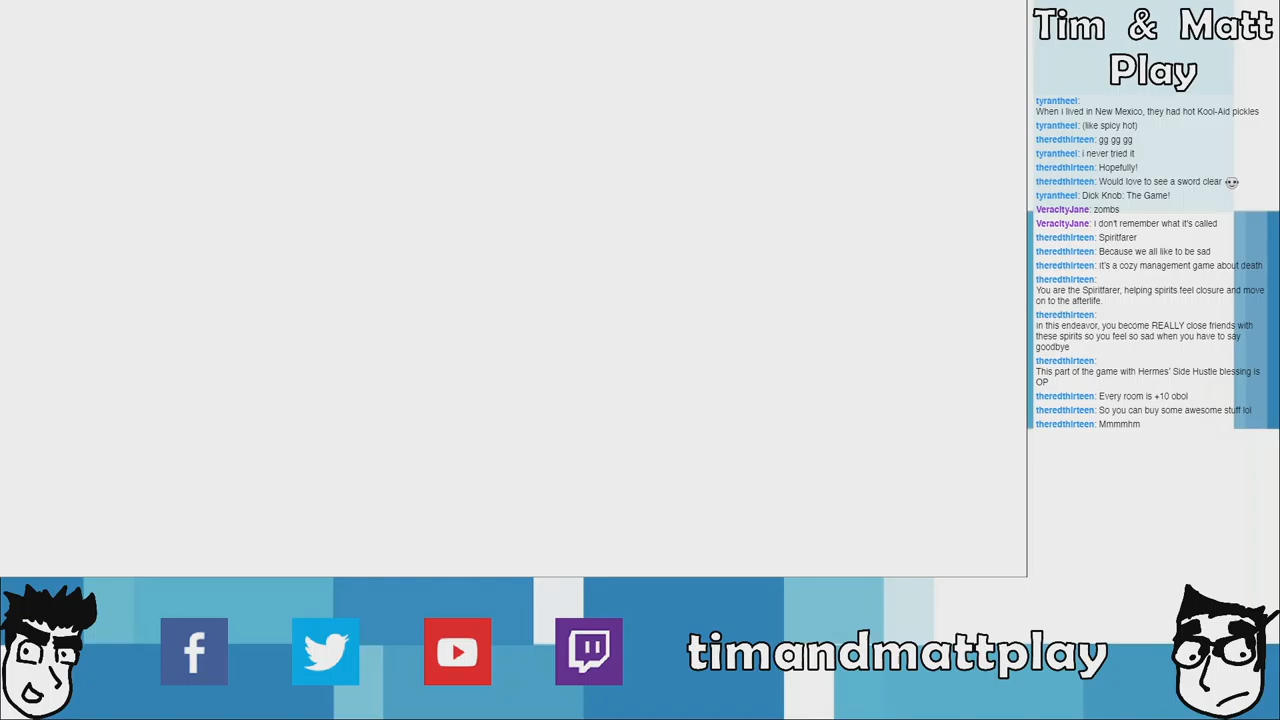 Tim & Matt
Play
tyrantheel:
When i lived in New Mexico, they had hot Kool-Aid pickles
tyrantheel: (like spicy hot)
theredthirteen: gg gg gg
tyrantheel: i never tried it
theredthirteen: Hopefully!
theredthirteen: Would love to see a sword clear
tyrantheel: Dick Knob: The Game!
VeracityJane: zombs
VeracityJane: i don't remember what it's called
theredthirteen: Spiritfarer
theredthirteen: Because we all like to be sad
theredthirteen: it's a cozy management game about death
theredthirteen:
You are the Spiritfarer, helping spirits feel closure and move
on to the afterlife.
theredthirteen:
In this endeavor, you become REALLY close friends with
these spirits so you feel so sad when you have to say
goodbye
theredthirteen:
This part of the game with Hermes' Side Hustle blessing is
OP
theredthirteen: Every room is +10 obol
theredthirteen: So you can buy some awesome stuff lol
theredthirteen: Mmmmhm
timandmattplay